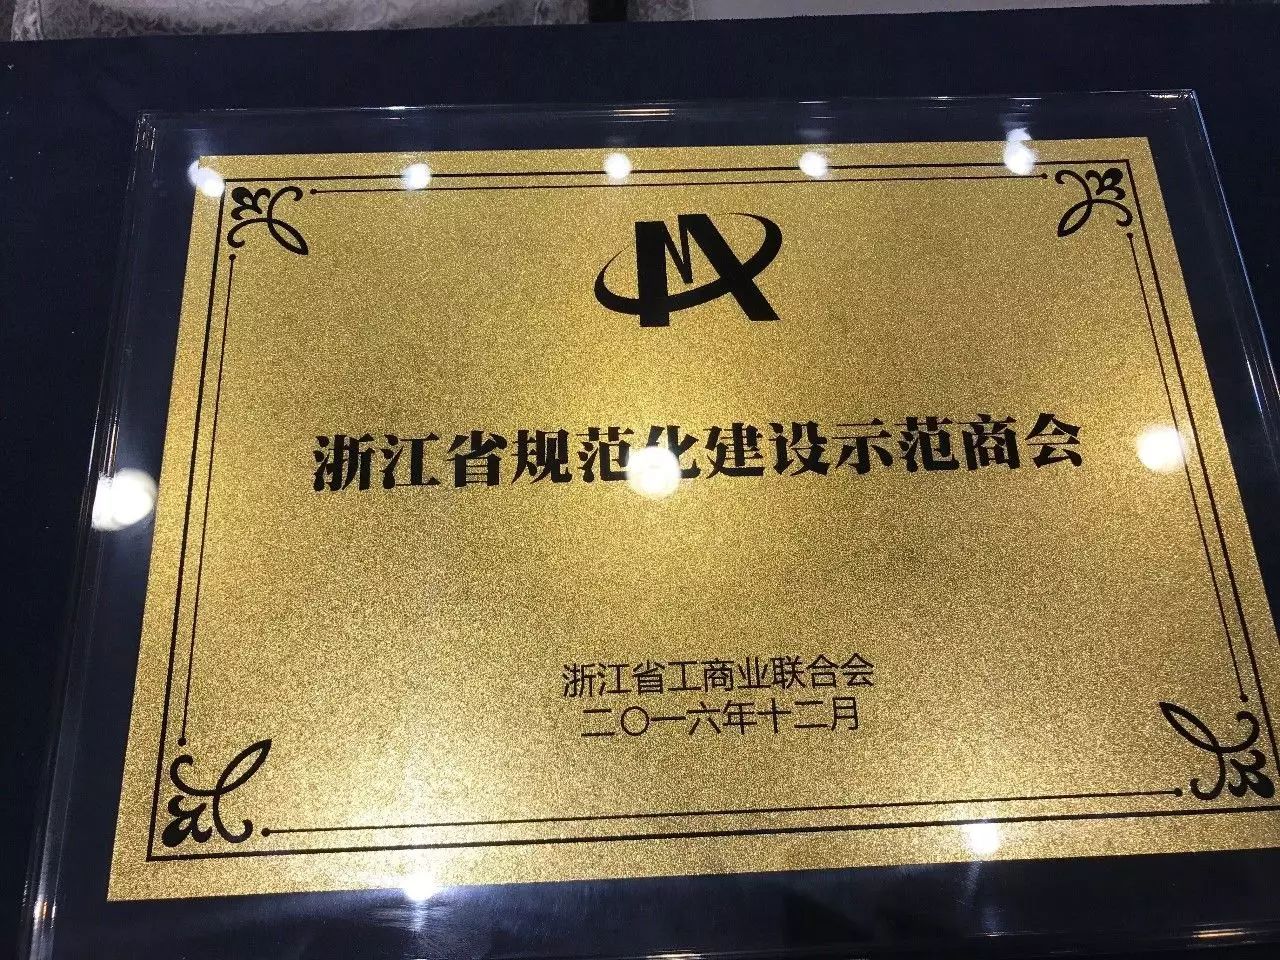 浙江省规范化建设示范商会
浙江省工商业联合会
二〇一六年十二月